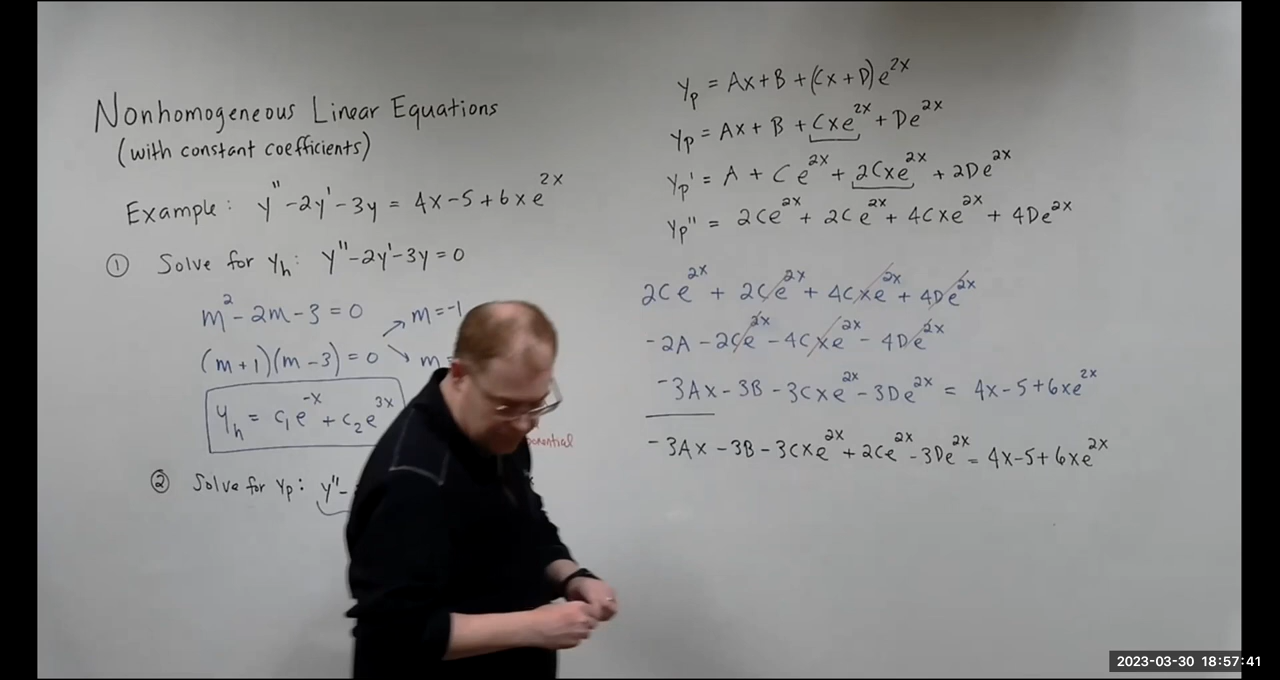 Nonhomogeneous Linear Equations
(with constant coefficients)
Example: y'' - 2y' - 3y = 4x - 5 + 6xe^{2x}
① Solve for y_h: y'' - 2y' - 3y = 0
m^2 - 2m - 3 = 0
(m + 1)(m - 3) = 0 ↗ m = -1
↘ m =
y_h = c_1e^{-x} + c_2e^{3x}
② Solve for y_p: y'' -
y_p = Ax + B + (Cx + D)e^{2x}
y_p = Ax + B + Cxe^{2x} + De^{2x}
y_p' = A + Ce^{2x} + 2Cxe^{2x} + 2De^{2x}
y_p'' = 2Ce^{2x} + 2Ce^{2x} + 4Cxe^{2x} + 4De^{2x}
2Ce^{2x} + 2Ce^{2x} + 4Cxe^{2x} + 4De^{2x}
-2A - 2Ce^{2x} - 4Cxe^{2x} - 4De^{2x}
-3Ax - 3B - 3Cxe^{2x} - 3De^{2x} = 4x - 5 + 6xe^{2x}
-3Ax - 3B - 3Cxe^{2x} + 2Ce^{2x} - 3De^{2x} = 4x - 5 + 6xe^{2x}
2023-03-30 18:57:41